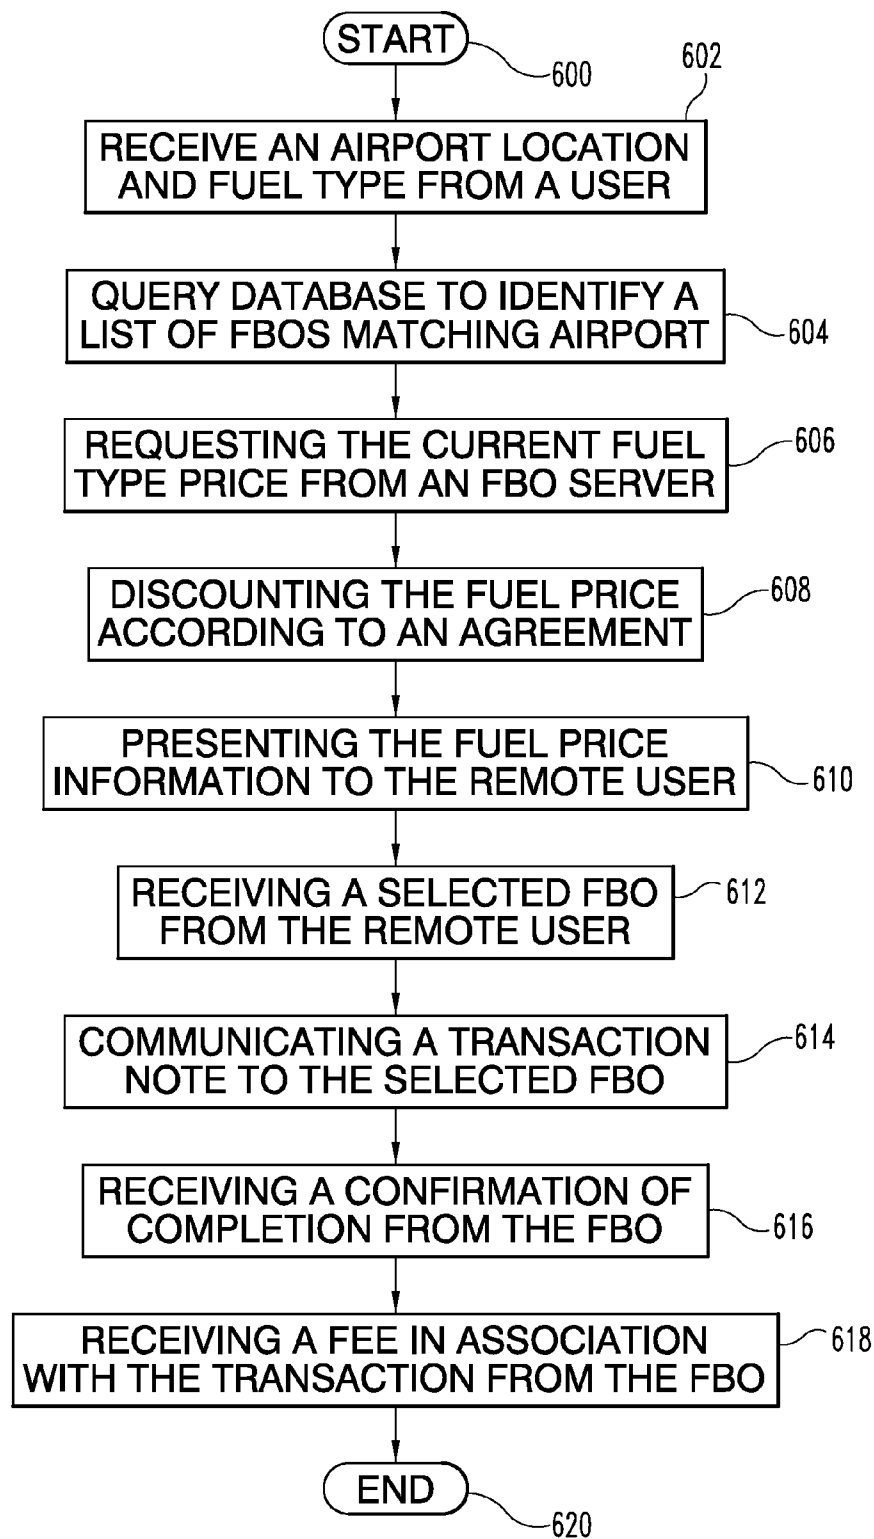 START
600
602
RECEIVE AN AIRPORT LOCATION
AND FUEL TYPE FROM A USER
QUERY DATABASE TO IDENTIFY A
LIST OF FBOS MATCHING AIRPORT
604
REQUESTING THE CURRENT FUEL
TYPE PRICE FROM AN FBO SERVER
606
DISCOUNTING THE FUEL PRICE
ACCORDING TO AN AGREEMENT
608
PRESENTING THE FUEL PRICE
INFORMATION TO THE REMOTE USER
610
RECEIVING A SELECTED FBO
FROM THE REMOTE USER
612
COMMUNICATING A TRANSACTION
NOTE TO THE SELECTED FBO
614
RECEIVING A CONFIRMATION OF
COMPLETION FROM THE FBO
616
RECEIVING A FEE IN ASSOCIATION
WITH THE TRANSACTION FROM THE FBO
618
END
620